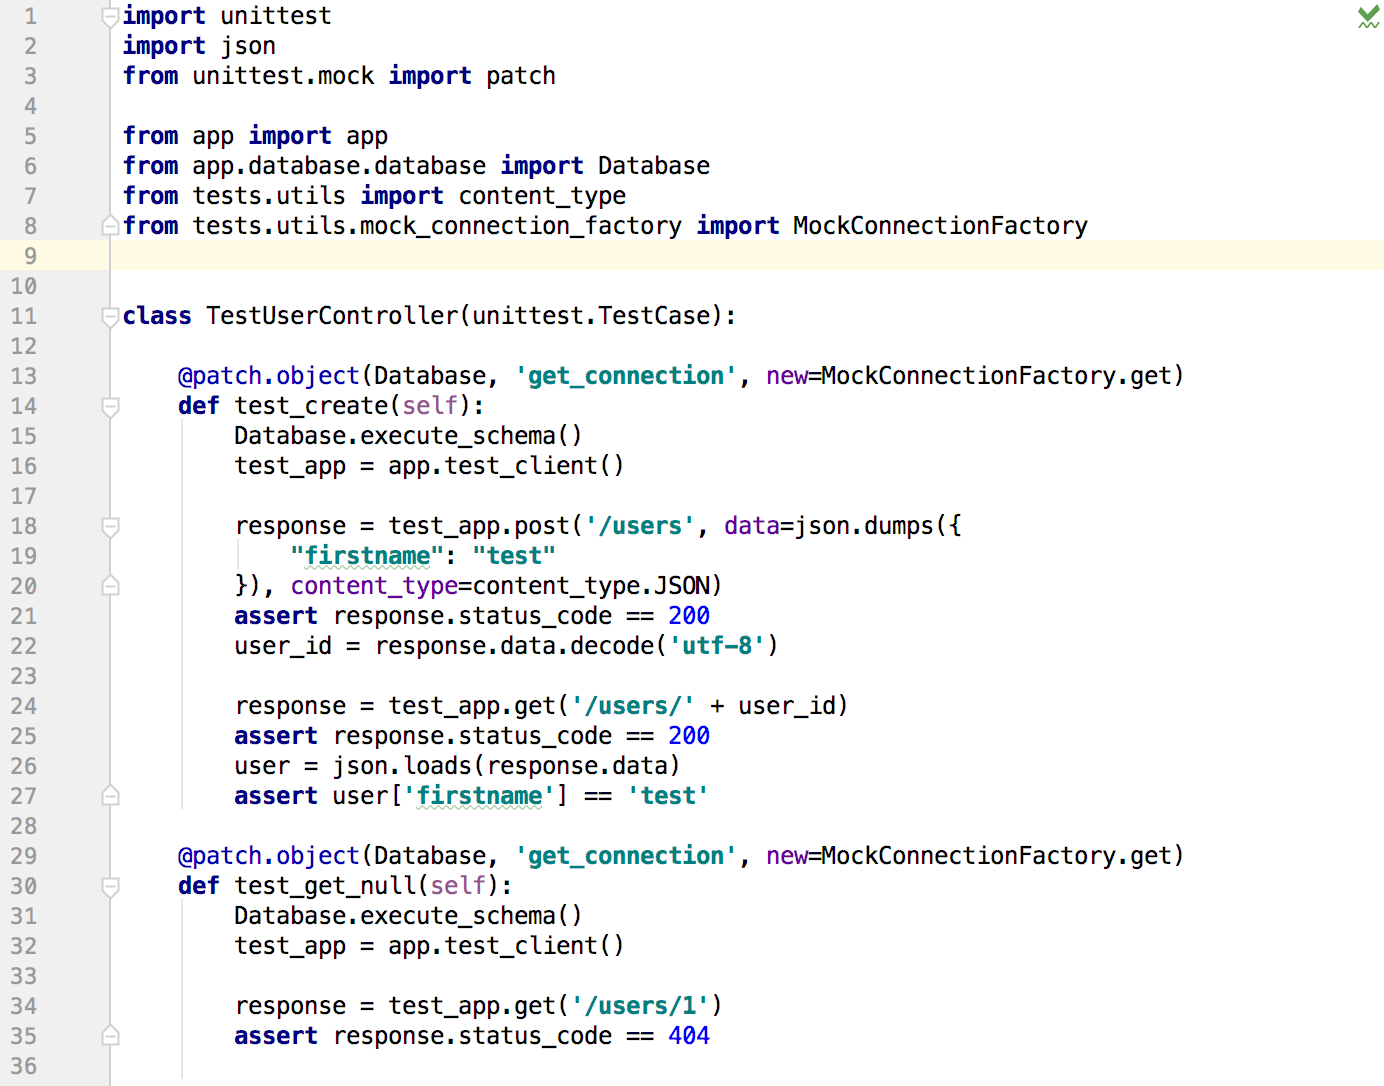 1 import unittest
2 import json
3 from unittest.mock import patch
4
5 from app import app
6 from app.database.database import Database
7 from tests.utils import content_type
8 from tests.utils.mock_connection_factory import MockConnectionFactory
9
10
11 class TestUserController(unittest.TestCase):
12
13     @patch.object(Database, 'get_connection', new=MockConnectionFactory.get)
14     def test_create(self):
15         Database.execute_schema()
16         test_app = app.test_client()
17
18         response = test_app.post('/users', data=json.dumps({
19             "firstname": "test"
20         }), content_type=content_type.JSON)
21         assert response.status_code == 200
22         user_id = response.data.decode('utf-8')
23
24         response = test_app.get('/users/' + user_id)
25         assert response.status_code == 200
26         user = json.loads(response.data)
27         assert user['firstname'] == 'test'
28
29     @patch.object(Database, 'get_connection', new=MockConnectionFactory.get)
30     def test_get_null(self):
31         Database.execute_schema()
32         test_app = app.test_client()
33
34         response = test_app.get('/users/1')
35         assert response.status_code == 404
36